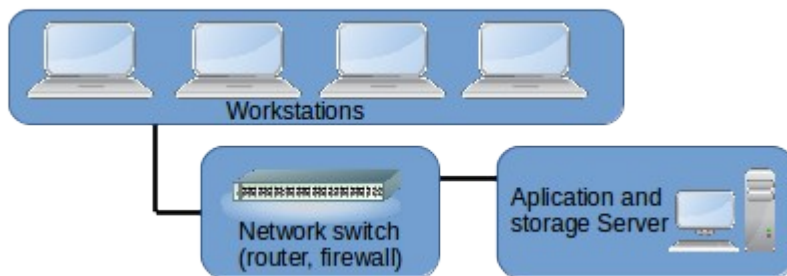 Workstations
Network switch
(router, firewall)
Aplication and
storage Server